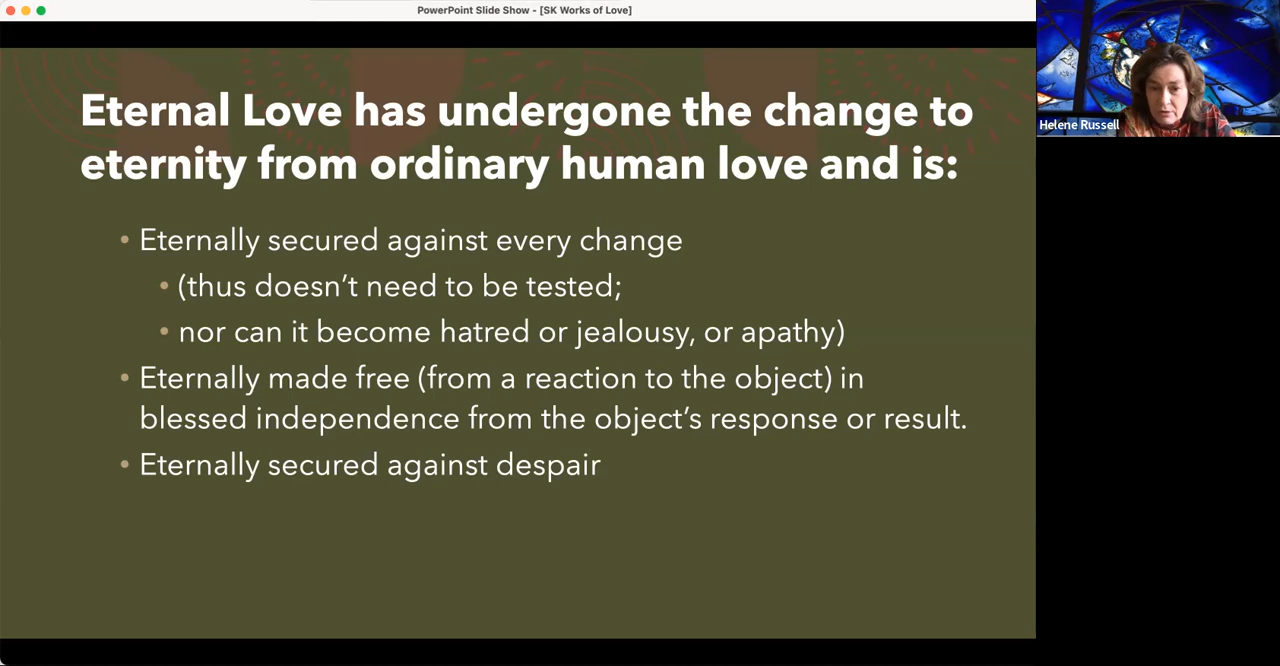 PowerPoint Slide Show - [SK Works of Love]
Eternal Love has undergone the change to
eternity from ordinary human love and is:
• Eternally secured against every change
• (thus doesn’t need to be tested;
• nor can it become hatred or jealousy, or apathy)
• Eternally made free (from a reaction to the object) in
blessed independence from the object’s response or result.
• Eternally secured against despair
Helene Russell